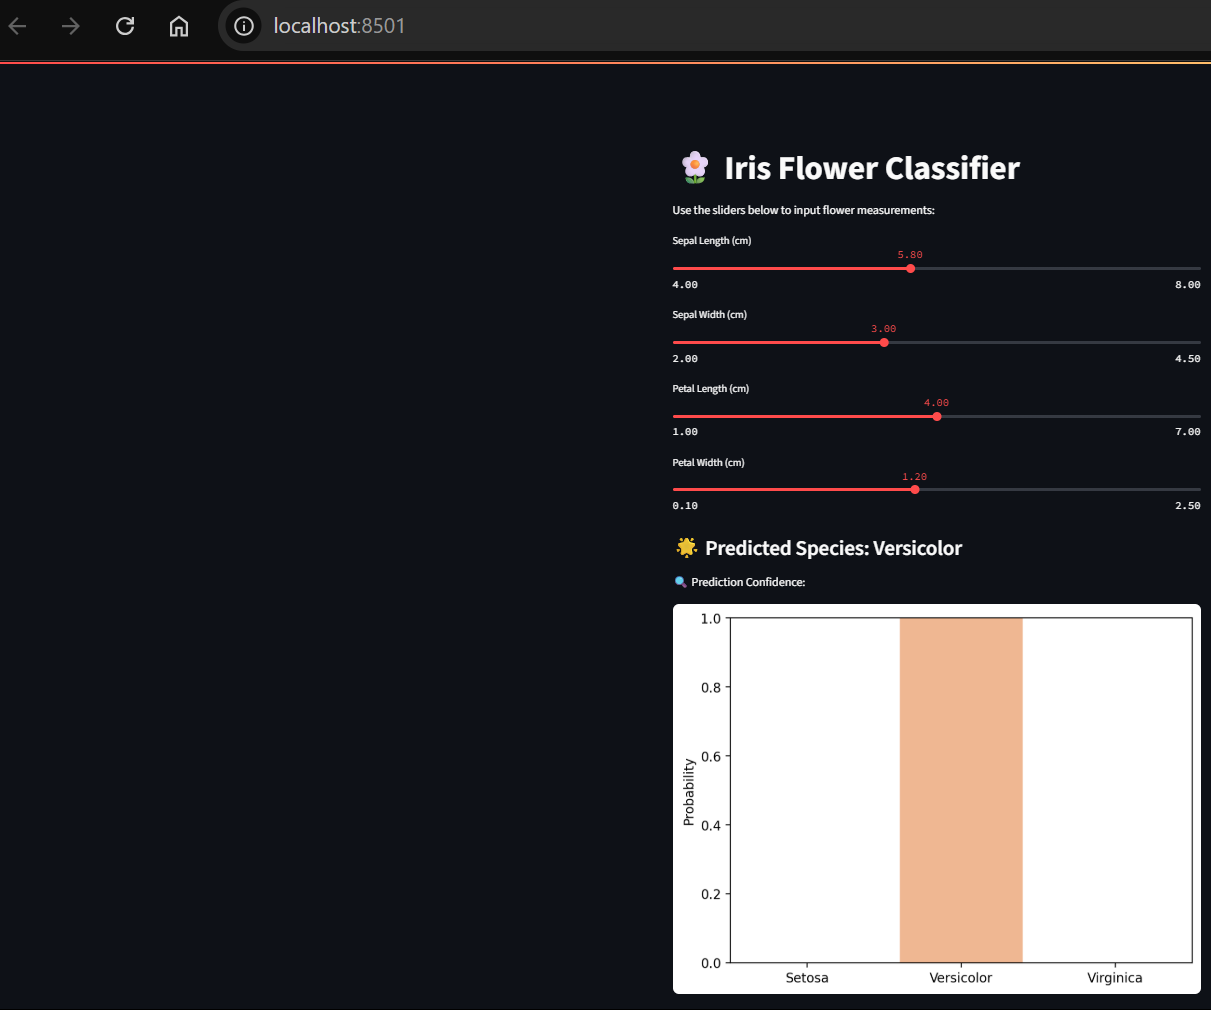 localhost:8501
Iris Flower Classifier
Use the sliders below to input flower measurements:
Sepal Length (cm)
5.80
4.00 8.00
Sepal Width (cm)
3.00
2.00 4.50
Petal Length (cm)
4.00
1.00 7.00
Petal Width (cm)
1.20
0.10 2.50
Predicted Species: Versicolor
Prediction Confidence:
1.0
0.8
0.6
0.4
0.2
0.0
Probability
Setosa Versicolor Virginica